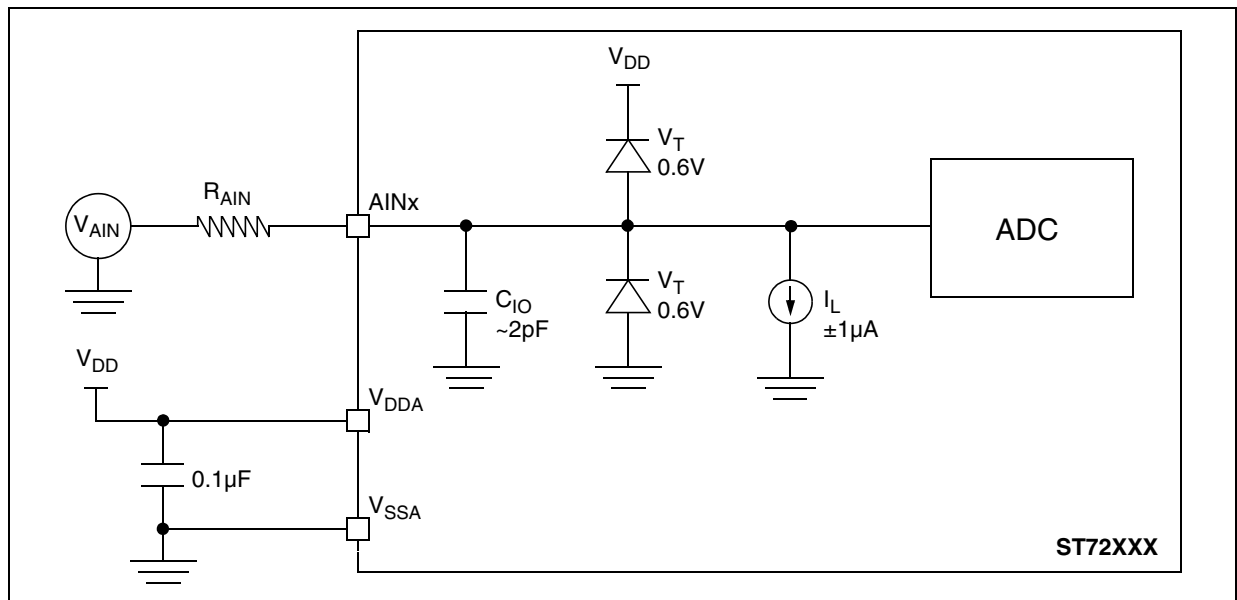 V_DD
V_T
0.6V
R_AIN
AINx
V_AIN
ADC
C_IO
~2pF
V_T
0.6V
I_L
±1µA
V_DD
V_DDA
0.1µF
V_SSA
ST72XXX